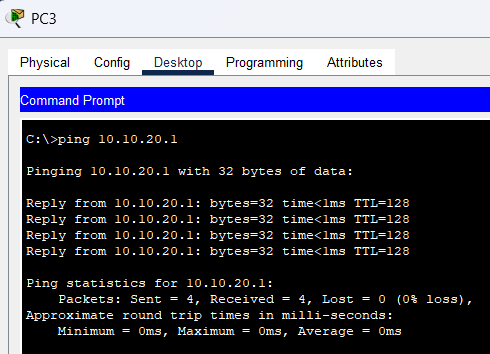 PC3
Physical Config Desktop Programming Attributes
Command Prompt
C:\>ping 10.10.20.1
Pinging 10.10.20.1 with 32 bytes of data:
Reply from 10.10.20.1: bytes=32 time<1ms TTL=128
Reply from 10.10.20.1: bytes=32 time<1ms TTL=128
Reply from 10.10.20.1: bytes=32 time<1ms TTL=128
Reply from 10.10.20.1: bytes=32 time<1ms TTL=128
Ping statistics for 10.10.20.1:
Packets: Sent = 4, Received = 4, Lost = 0 (0% loss),
Approximate round trip times in milli-seconds:
Minimum = 0ms, Maximum = 0ms, Average = 0ms